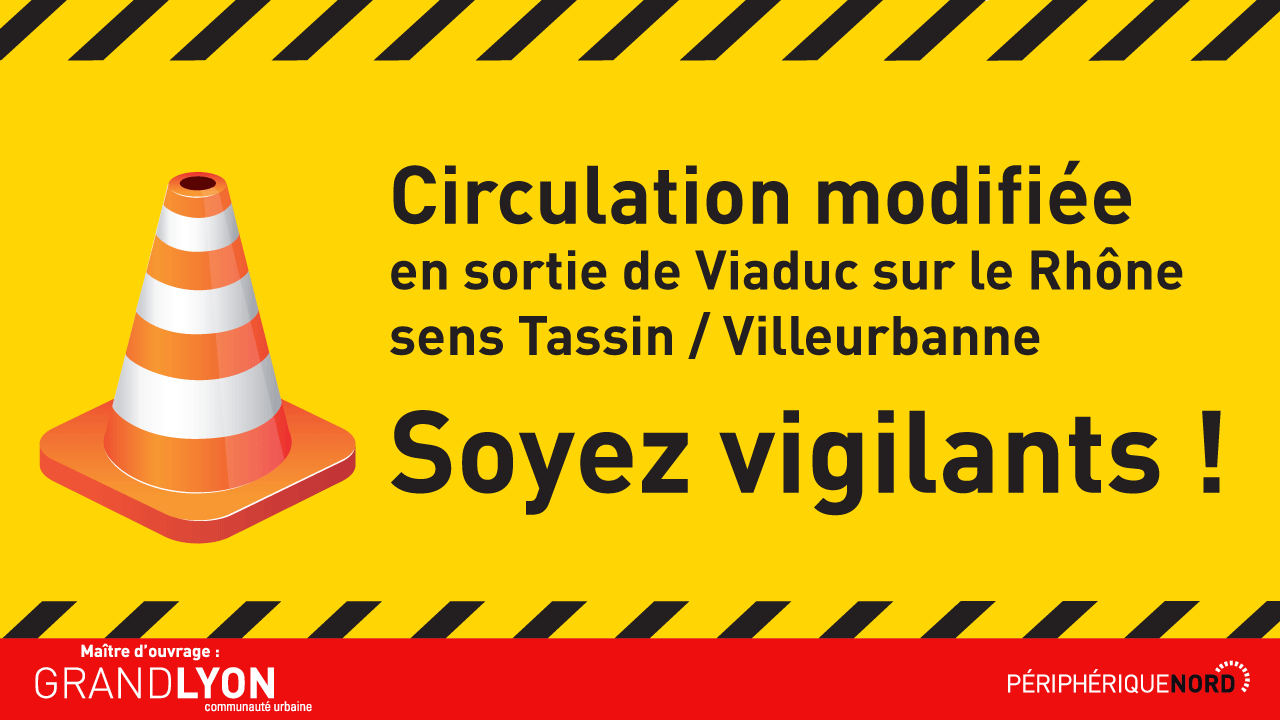 Circulation modifiée
en sortie de Viaduc sur le Rhône
sens Tassin / Villeurbanne
Soyez vigilants !
Maître d'ouvrage :
GRANDLYON
communauté urbaine
PÉRIPHÉRIQUENORD